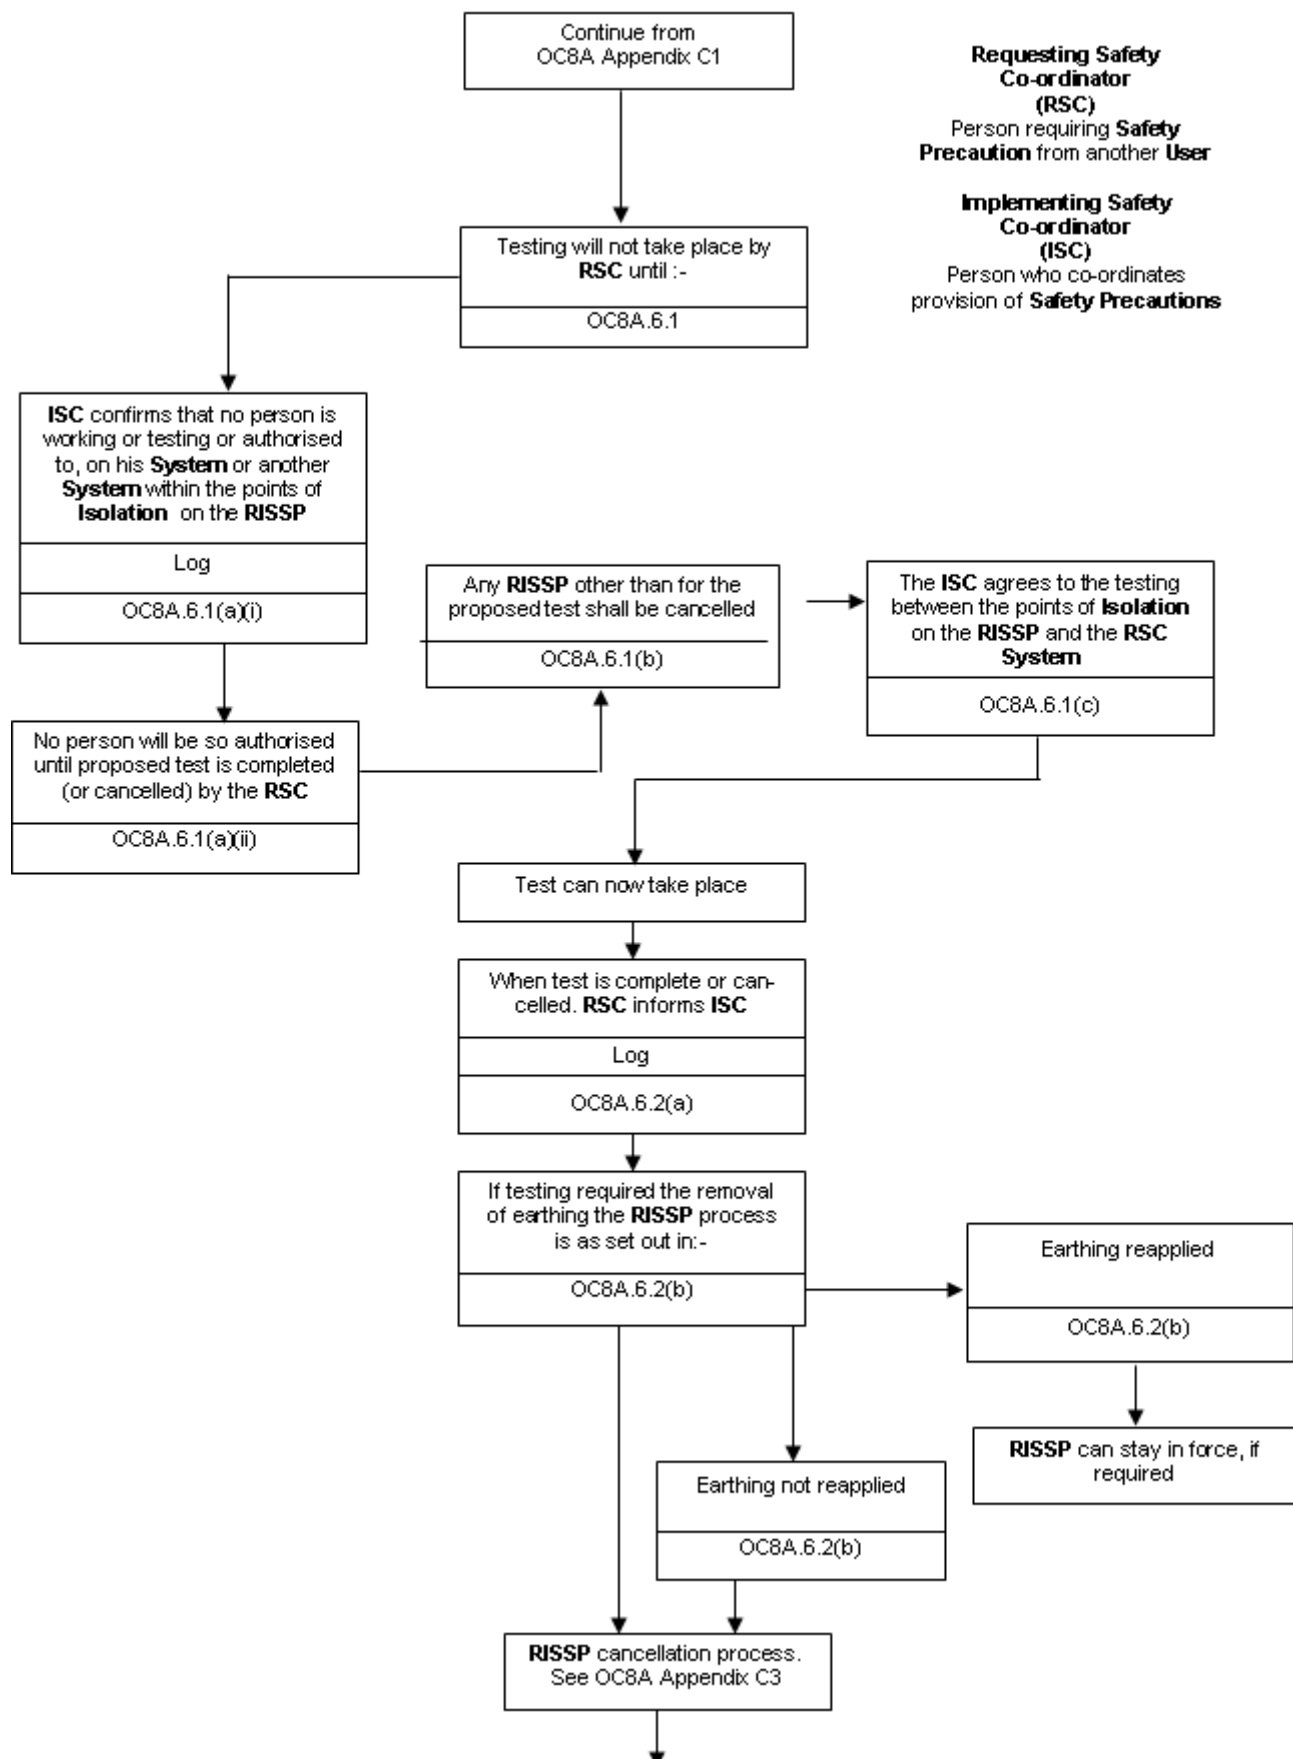 Continue from
OC8A Appendix C1
Requesting Safety
Co-ordinator
(RSC)
Person requiring Safety
Precaution from another User
Implementing Safety
Co-ordinator
(ISC)
Person who co-ordinates
provision of Safety Precautions
Testing will not take place by
RSC until :-
OC8A.6.1
ISC confirms that no person is
working or testing or authorised
to, on his System or another
System within the points of
Isolation on the RISSP
Log
OC8A.6.1(a)(i)
No person will be so authorised
until proposed test is completed
(or cancelled) by the RSC
OC8A.6.1(a)(ii)
Any RISSP other than for the
proposed test shall be cancelled
OC8A.6.1(b)
The ISC agrees to the testing
between the points of Isolation
on the RISSP and the RSC
System
OC8A.6.1(c)
Test can now take place
When test is complete or can-
celled. RSC informs ISC
Log
OC8A.6.2(a)
If testing required the removal
of earthing the RISSP process
is as set out in:-
OC8A.6.2(b)
Earthing reapplied
OC8A.6.2(b)
RISSP can stay in force, if
required
Earthing not reapplied
OC8A.6.2(b)
RISSP cancellation process.
See OC8A Appendix C3